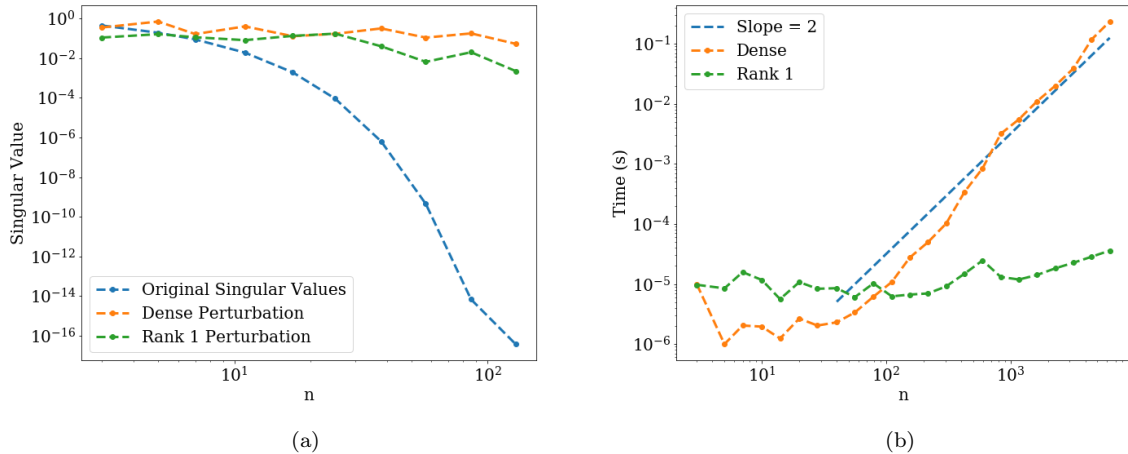 Singular Value
10^0
10^-2
10^-4
10^-6
10^-8
10^-10
10^-12
10^-14
10^-16
Original Singular Values
Dense Perturbation
Rank 1 Perturbation
10^1
10^2
n
(a)
Time (s)
10^-1
10^-2
10^-3
10^-4
10^-5
10^-6
Slope = 2
Dense
Rank 1
10^1
10^2
10^3
n
(b)